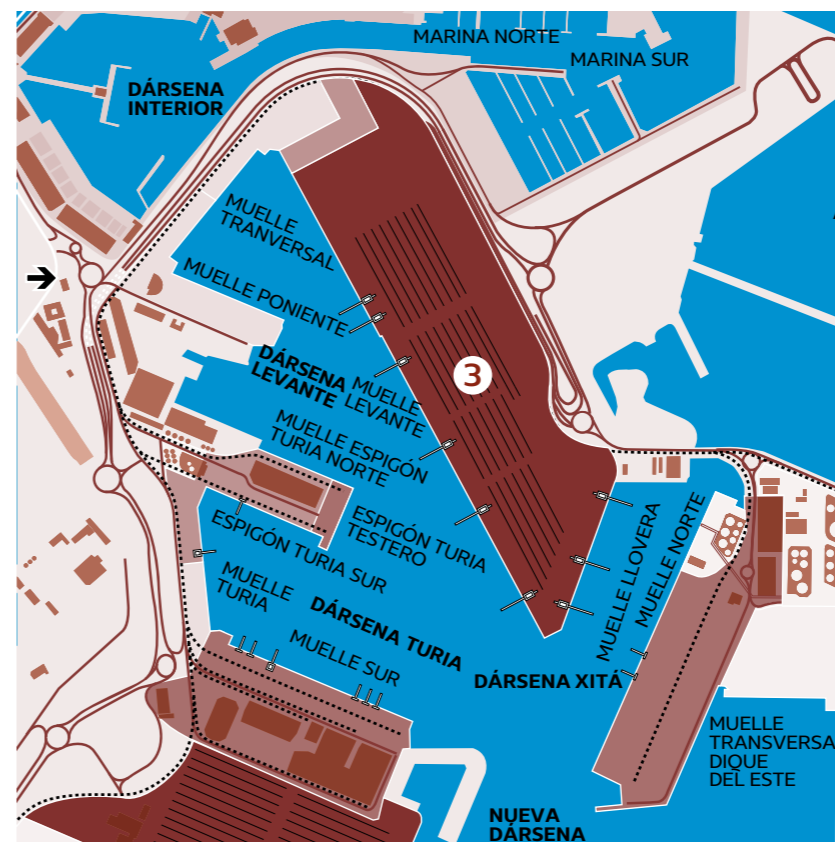 MARINA NORTE
MARINA SUR
DÁRSENA
INTERIOR
MUELLE
TRANVERSAL
MUELLE PONIENTE
DÁRSENA
LEVANTE
MUELLE
LEVANTE
3
MUELLE ESPIGÓN
TURIA NORTE
ESPIGÓN TURIA
TESTERO
ESPIGÓN TURIA SUR
MUELLE
TURIA
DÁRSENA TURIA
MUELLE SUR
MUELLE LLOVERA
MUELLE NORTE
DÁRSENA XITÁ
MUELLE
TRANSVERSA
DIQUE
DEL ESTE
NUEVA
DÁRSENA